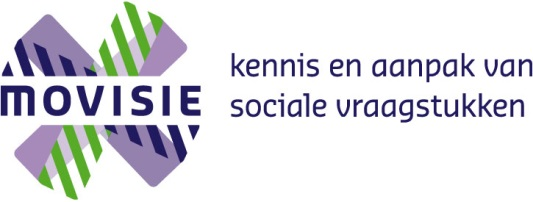 MOVISIE
kennis en aanpak van
sociale vraagstukken